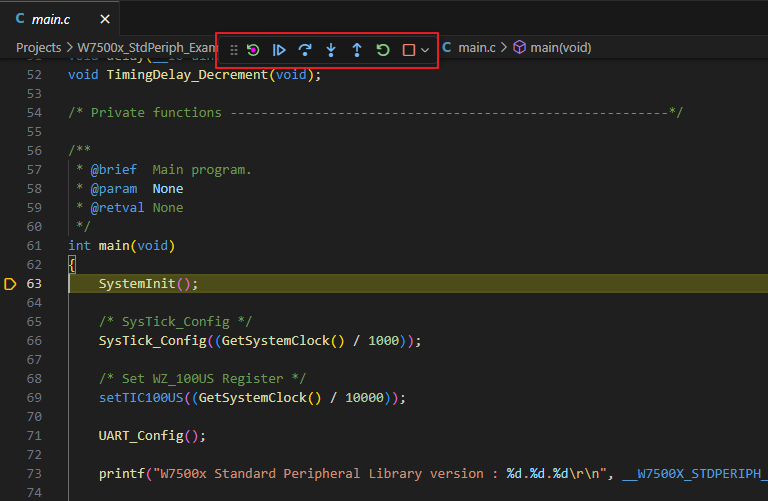 C main.c ×
Projects > W7500x_StdPeriph_Exam C main.c > main(void)
52 void TimingDelay_Decrement(void);
53
54 /* Private functions ---------------------------------------------------------*/
55
56 /**
57 * @brief Main program.
58 * @param None
59 * @retval None
60 */
61 int main(void)
62 {
63 SystemInit();
64
65 /* SysTick_Config */
66 SysTick_Config((GetSystemClock() / 1000));
67
68 /* Set WZ_100US Register */
69 setTIC100US((GetSystemClock() / 10000));
70
71 UART_Config();
72
73 printf("W7500x Standard Peripheral Library version : %d.%d.%d\r\n", __W7500X_STDPERIPH_
74